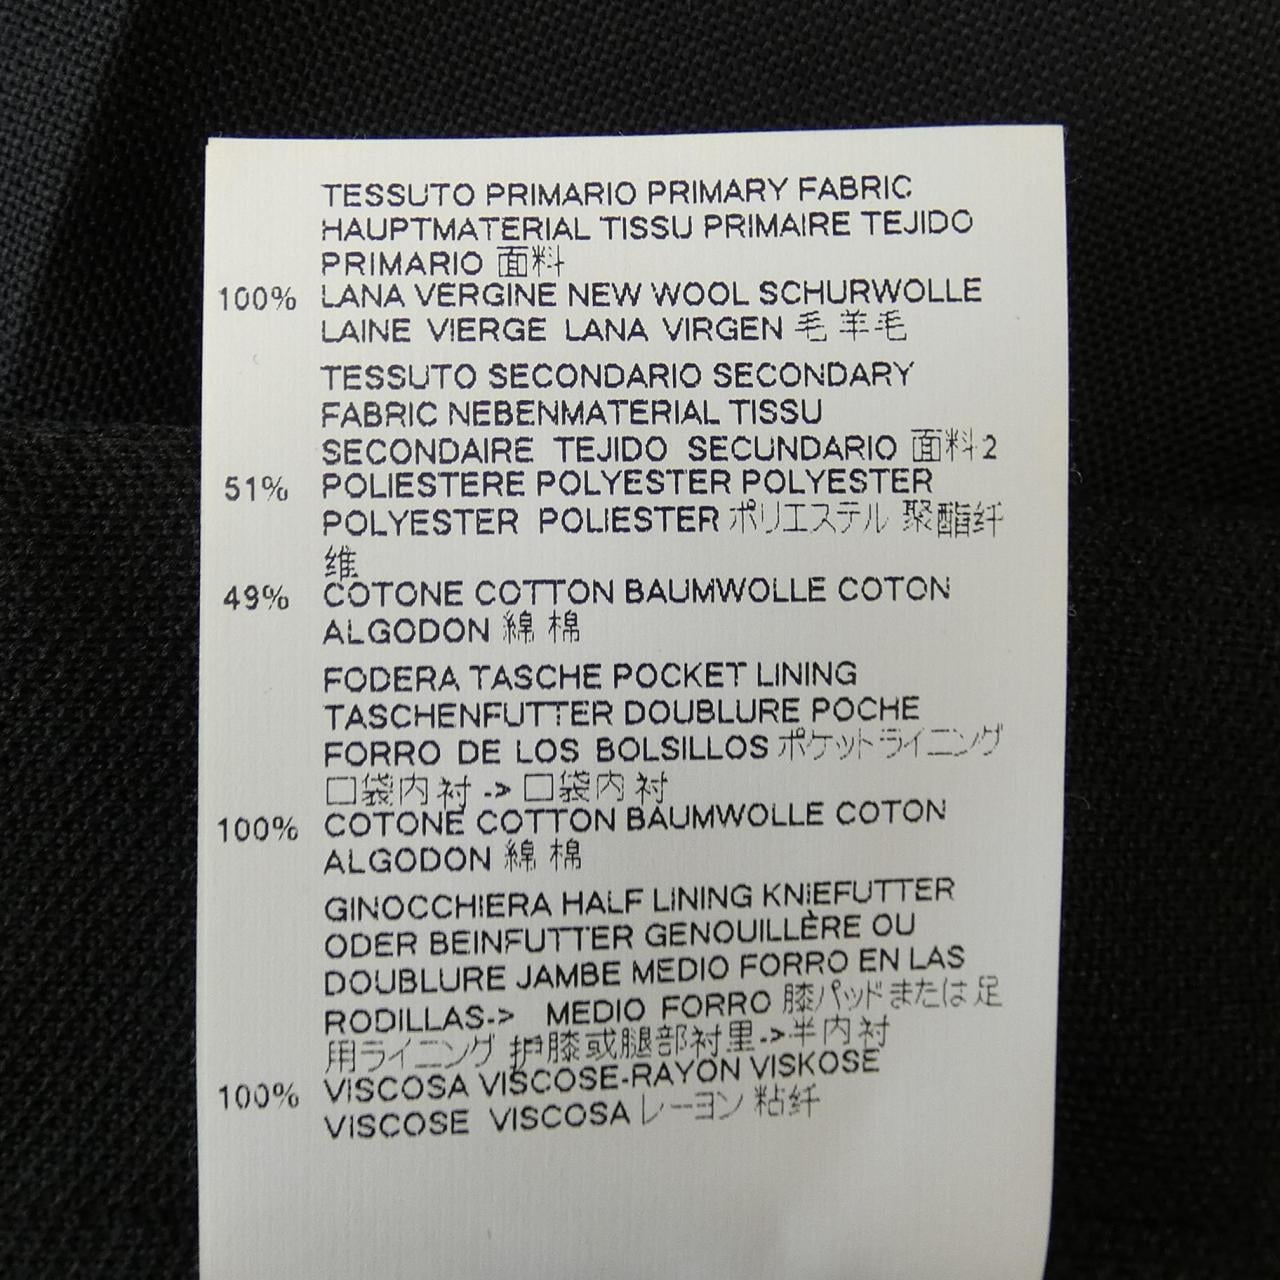 TESSUTO PRIMARIO PRIMARY FABRIC
HAUPTMATERIAL TISSU PRIMAIRE TEJIDO
PRIMARIO 面料
100% LANA VERGINE NEW WOOL SCHURWOLLE
LAINE VIERGE LANA VIRGEN 毛 羊毛
TESSUTO SECONDARIO SECONDARY
FABRIC NEBENMATERIAL TISSU
SECONDAIRE TEJIDO SECUNDARIO 面料2
51% POLIESTERE POLYESTER POLYESTER
POLYESTER POLIESTER ポリエステル 聚酯纤
维
49% COTONE COTTON BAUMWOLLE COTON
ALGODON 綿 棉
FODERA TASCHE POCKET LINING
TASCHENFUTTER DOUBLURE POCHE
FORRO DE LOS BOLSILLOS ポケットライニング
口袋内衬 -> 口袋内衬
100% COTONE COTTON BAUMWOLLE COTON
ALGODON 綿 棉
GINOCCHIERA HALF LINING KNIEFUTTER
ODER BEINFUTTER GENOUILLÈRE OU
DOUBLURE JAMBE MEDIO FORRO EN LAS
RODILLAS-> MEDIO FORRO 膝パッドまたは足
用ライニング 护膝或腿部衬里->半内衬
100% VISCOSA VISCOSE-RAYON VISKOSE
VISCOSE VISCOSA レーヨン 粘纤